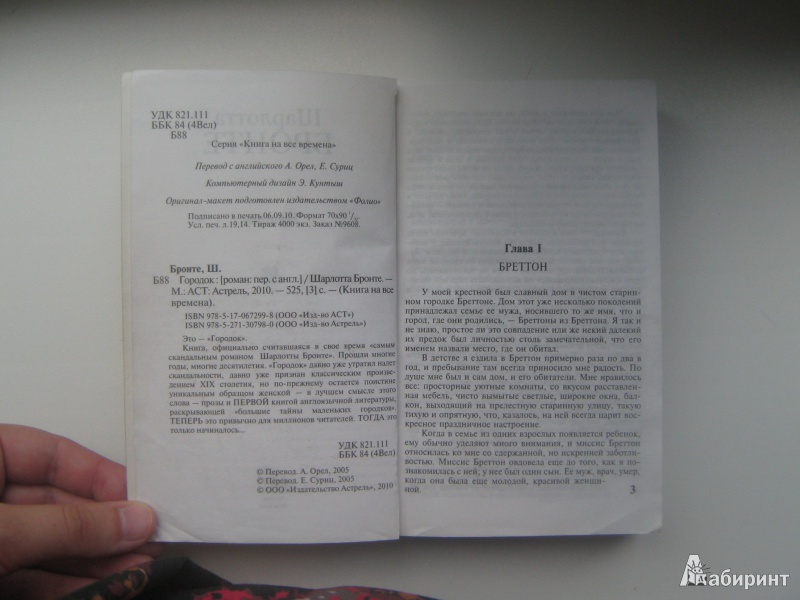 УДК 821.111
ББК 84 (4Вел)
Б88
Серия «Книга на все времена»
Перевод с английского А. Орел, Е. Суриц
Компьютерный дизайн Э. Кунтыш
Оригинал-макет подготовлен издательством «Фолио»
Подписано в печать 06.09.10. Формат 70х90 1/
Усл. печ. л.19,14. Тираж 4000 экз. Заказ №9608.
Бронте, Ш.
Б88 Городок : [роман: пер. с англ.] / Шарлотта Бронте. —
М.: АСТ: Астрель, 2010. — 525, [3] с. — (Книга на все
времена).
ISBN 978-5-17-067299-8 (ООО «Изд-во АСТ»)
ISBN 978-5-271-30798-0 (ООО «Изд-во Астрель»)
Это — «Городок».
Книга, официально считавшаяся в свое время «самым
скандальным романом Шарлотты Бронте». Прошли многие
годы, многие десятилетия. «Городок» давно уже утратил налет
скандальности, давно уже признан классическим произве-
дением XIX столетия, но по-прежнему остается поистине
уникальным образцом женской — в лучшем смысле этого
слова — прозы и ПЕРВОЙ книгой англоязычной литературы,
раскрывающей «большие тайны маленьких городков».
ТЕПЕРЬ это привычно для миллионов читателей. ТОГДА это
только начиналось...
УДК 821.111
ББК 84 (4Вел)
© Перевод. А. Орел, 2005
© Перевод. Е. Суриц, 2005
© ООО «Издательство Астрель», 2010
Глава 1
БРЕТТОН
У моей крестной был славный дом в чистом старин-
ном городке Бреттоне. Дом этот уже несколько поколений
принадлежал семье ее мужа, носившего то же имя, что и
город, где они родились, — Бреттоны из Бреттона. Я так и
не знаю, простое ли это совпадение или же некий далекий
их предок был личностью столь замечательной, что его
именем назвали место, где он обитал.
В детстве я ездила в Бреттон примерно раза по два в
год, и пребывание там всегда приносило мне радость. По
душе мне был и сам дом, и его обитатели. Мне нравилось
все: просторные уютные комнаты, со вкусом расставлен-
ная мебель, чисто вымытые светлые, широкие окна, бал-
кон, выходящий на прелестную старинную улицу, такую
тихую и опрятную, что, казалось, на ней всегда царит вос-
кресное праздничное настроение.
Когда в семье из одних взрослых появляется ребенок,
ему обычно уделяют много внимания, и миссис Бреттон
относилась ко мне со сдержанной, но искренней заботли-
востью. Миссис Бреттон овдовела еще до того, как я по-
знакомилась с ней; у нее был один сын. Ее муж, врач, умер,
когда она была еще молодой, красивой женщи-
ной.
3
Лабиринт